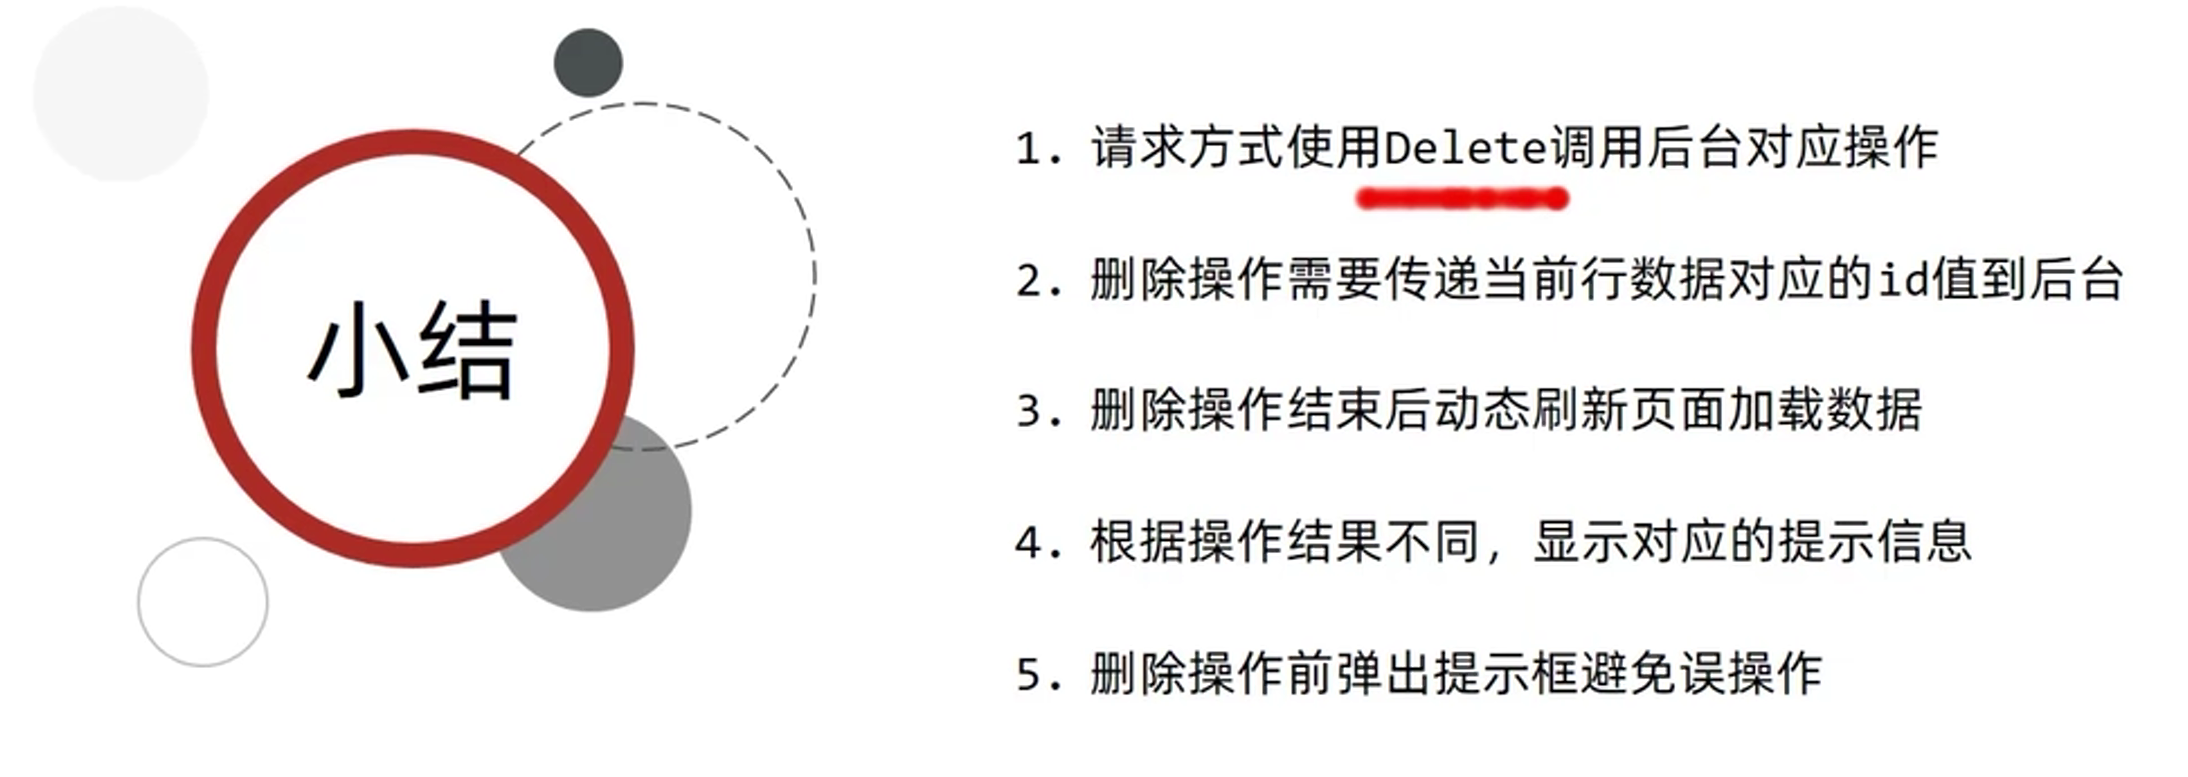 小结
1. 请求方式使用Delete调用后台对应操作
2. 删除操作需要传递当前行数据对应的id值到后台
3. 删除操作结束后动态刷新页面加载数据
4. 根据操作结果不同，显示对应的提示信息
5. 删除操作前弹出提示框避免误操作